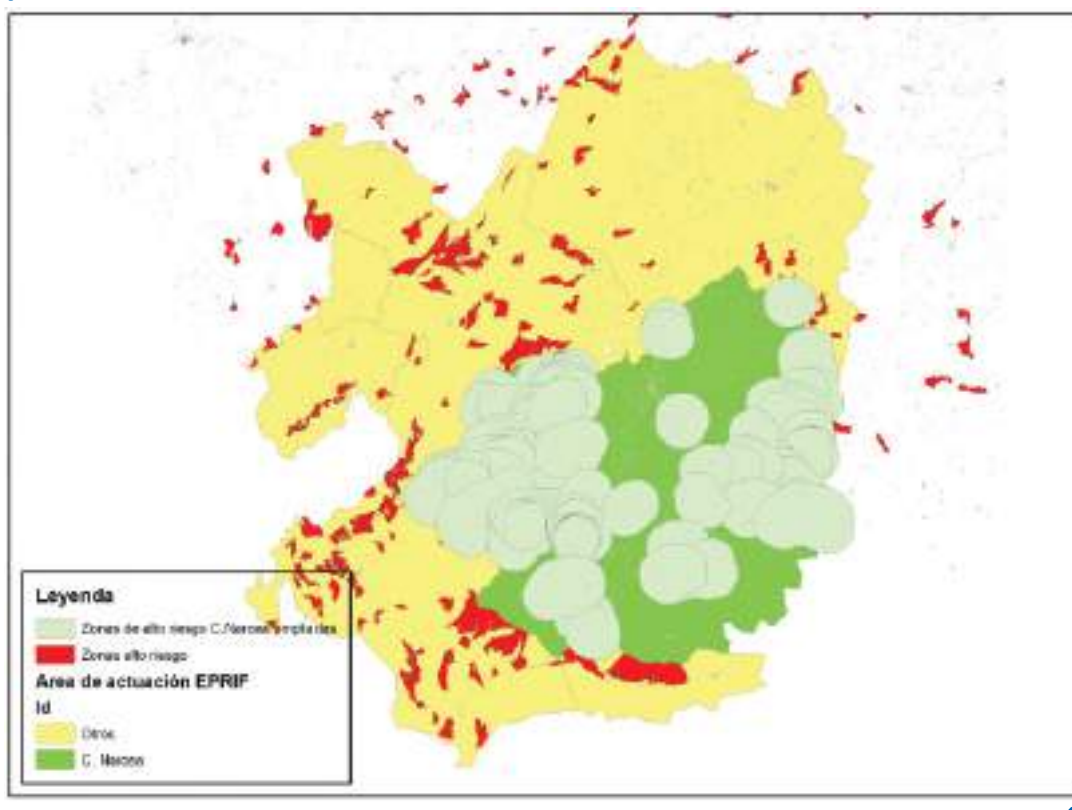 Leyenda
Zonas de alto riesgo C.Narcea ampliadas
Zonas alto riesgo
Area de actuación EPRIF
Id
Otros
C. Narcea